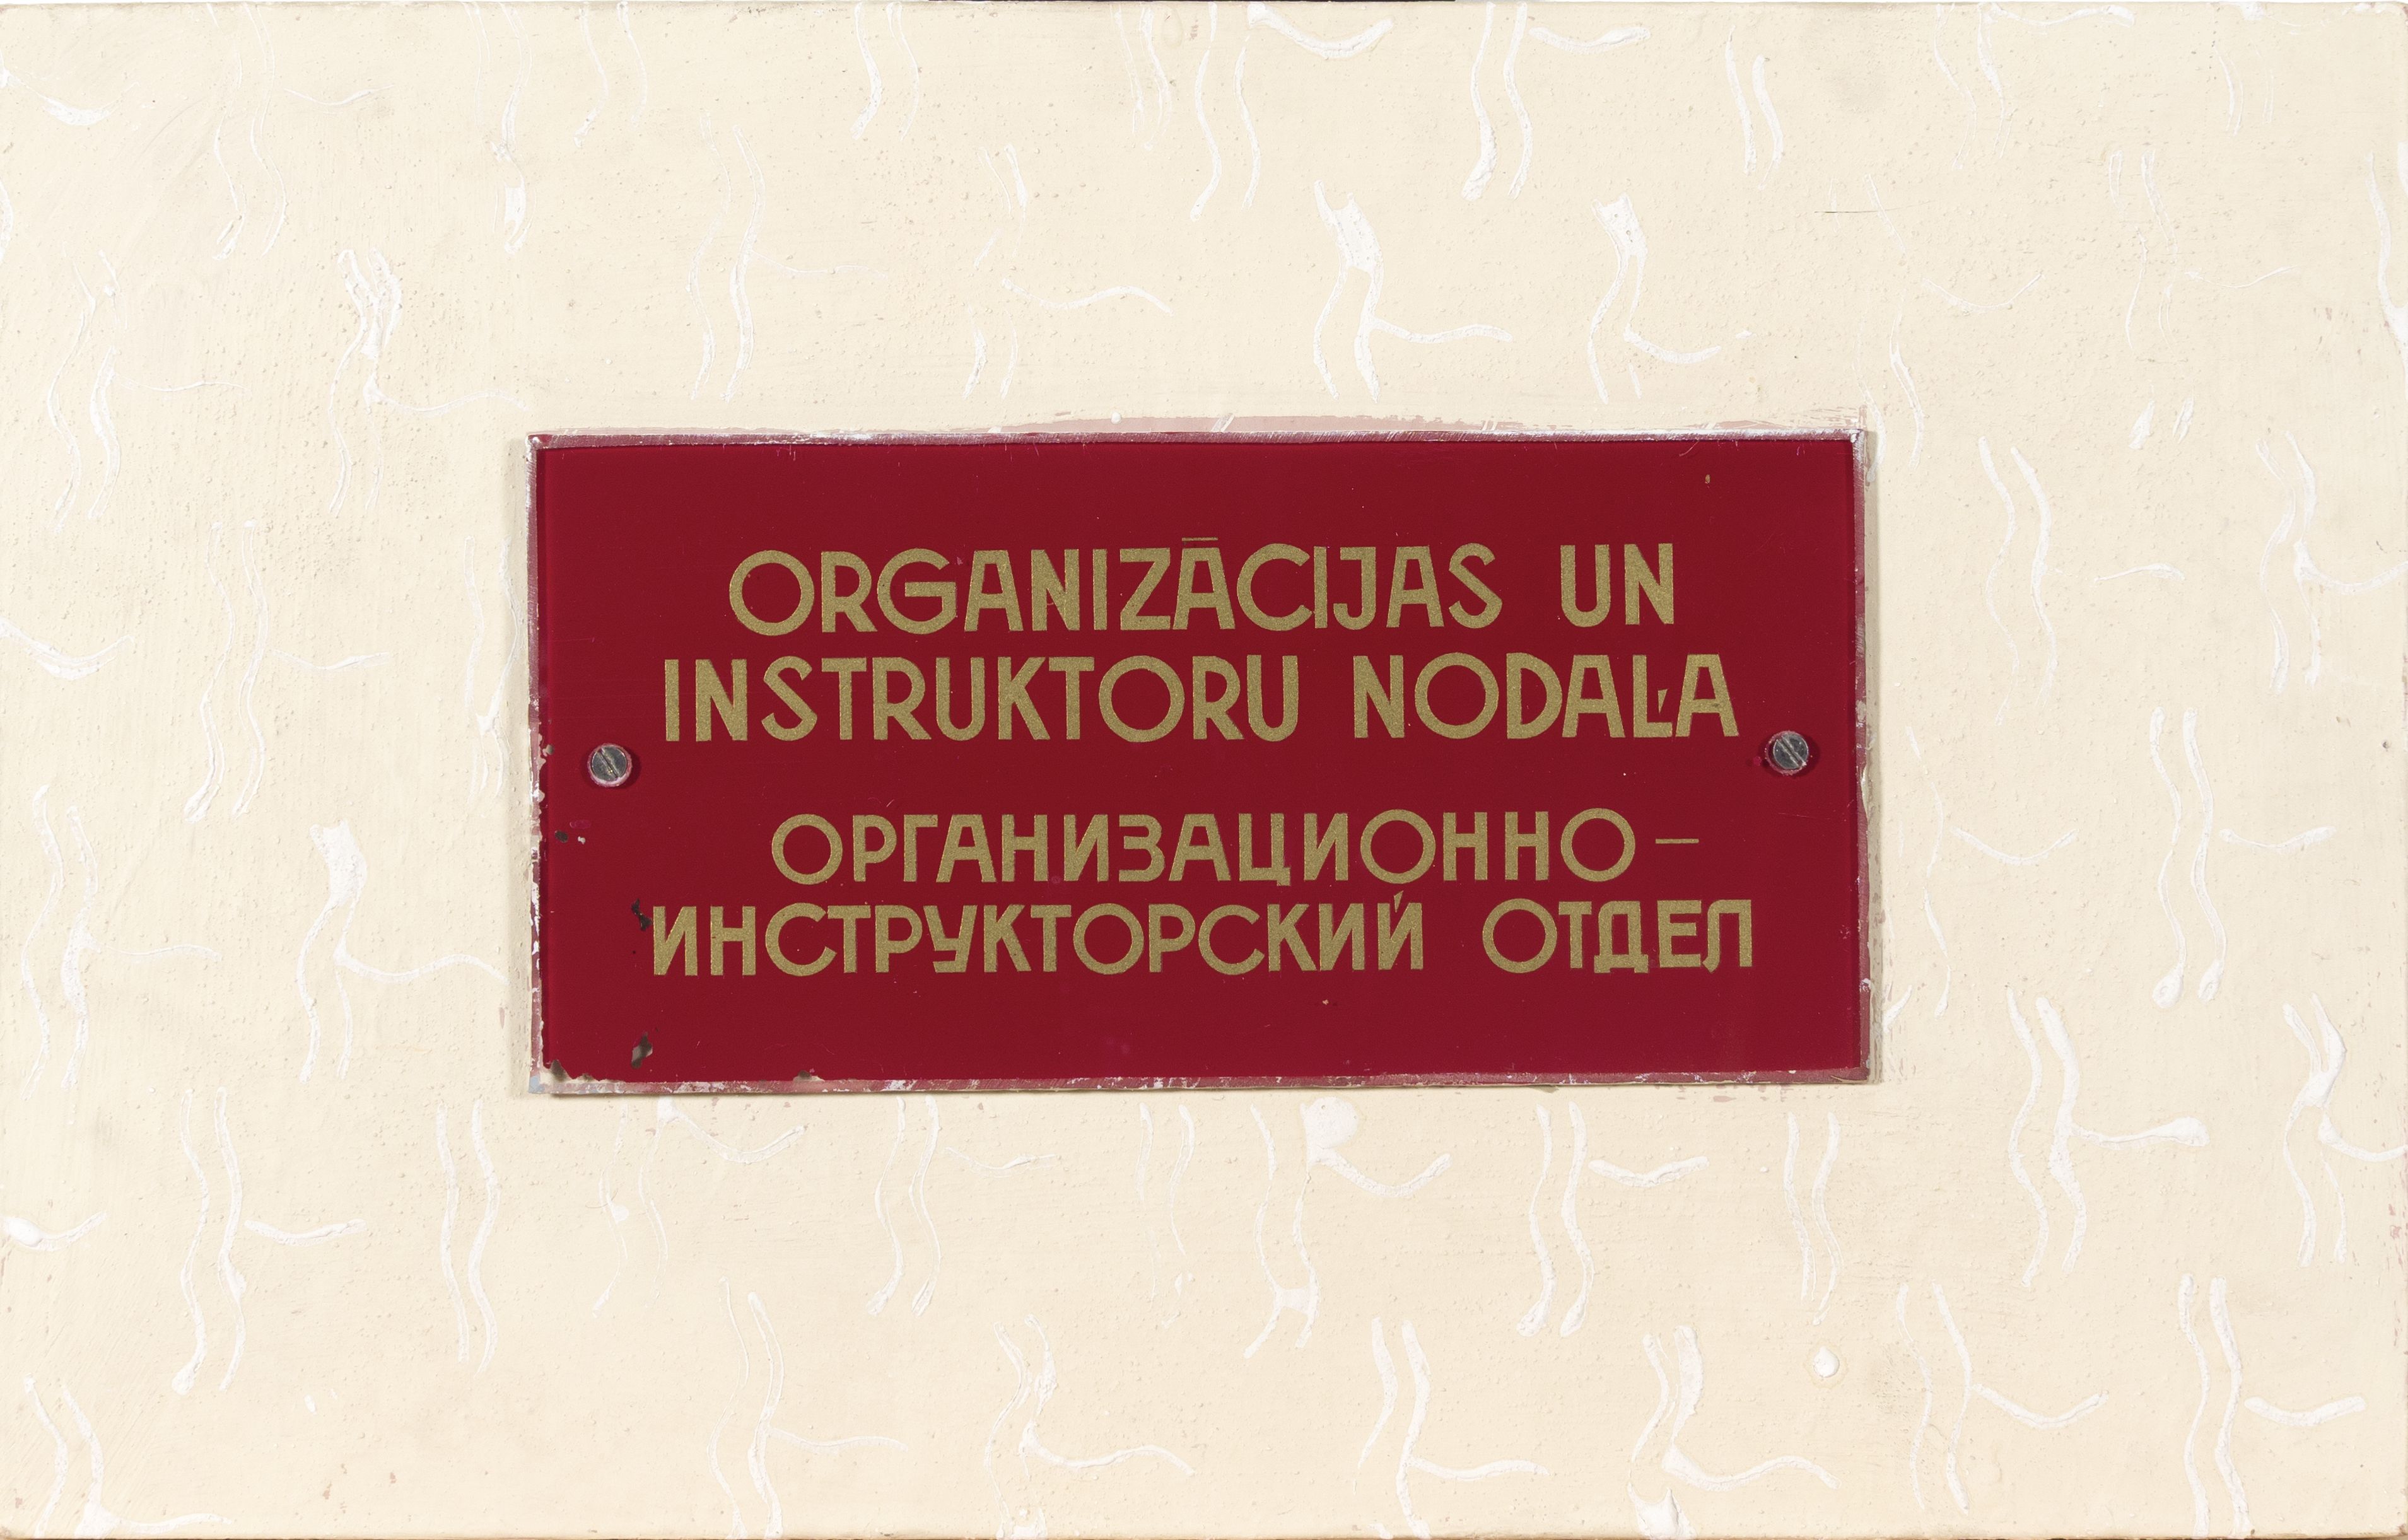 ORGANIZĀCIJAS UN
INSTRUKTORU NODAĻA
ОРГАНИЗАЦИОННО –
ИНСТРУКТОРСКИЙ ОТДЕЛ